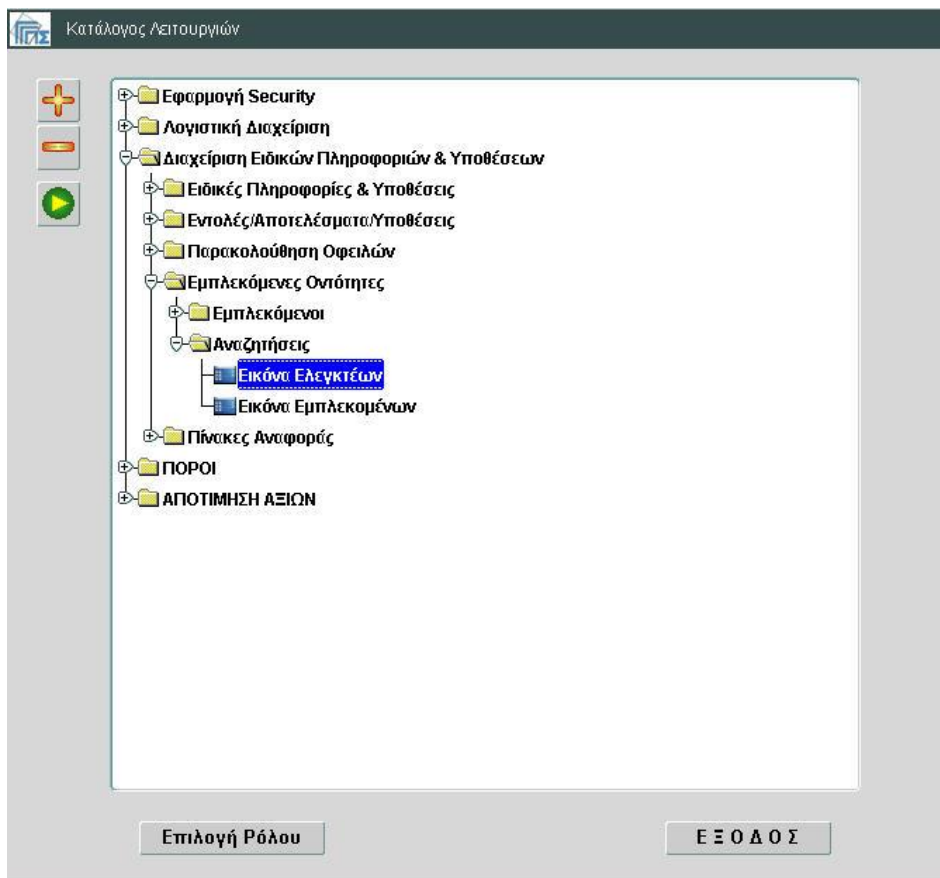 Κατάλογος Λειτουργιών
Εφαρμογή Security
Λογιστική Διαχείριση
Διαχείριση Ειδικών Πληροφοριών & Υποθέσεων
Ειδικές Πληροφορίες & Υποθέσεις
Εντολές/Αποτελέσματα/Υποθέσεις
Παρακολούθηση Οφειλών
Εμπλεκόμενες Οντότητες
Εμπλεκόμενοι
Αναζητήσεις
Εικόνα Ελεγκτέων
Εικόνα Εμπλεκομένων
Πίνακες Αναφοράς
ΠΟΡΟΙ
ΑΠΟΤΙΜΗΣΗ ΑΞΙΩΝ
Επιλογή Ρόλου Ε Ξ Ο Δ Ο Σ